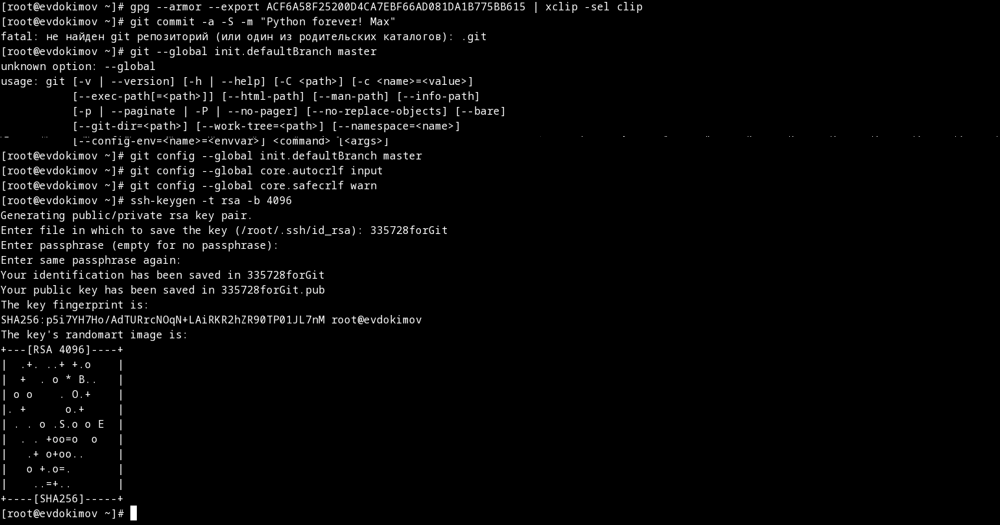 [root@evdokimov ~]# gpg --armor --export ACF6A58F25200D4CA7EBF66AD081DA1B775BB615 | xclip -sel clip
[root@evdokimov ~]# git commit -a -S -m "Python forever! Max"
fatal: не найден git репозиторий (или один из родительских каталогов): .git
[root@evdokimov ~]# git --global init.defaultBranch master
unknown option: --global
usage: git [-v | --version] [-h | --help] [-C <path>] [-c <name>=<value>]
           [--exec-path[=<path>]] [--html-path] [--man-path] [--info-path]
           [-p | --paginate | -P | --no-pager] [--no-replace-objects] [--bare]
           [--git-dir=<path>] [--work-tree=<path>] [--namespace=<name>]
           [--config-env=<name>=<envvar>] <command> [<args>]
[root@evdokimov ~]# git config --global init.defaultBranch master
[root@evdokimov ~]# git config --global core.autocrlf input
[root@evdokimov ~]# git config --global core.safecrlf warn
[root@evdokimov ~]# ssh-keygen -t rsa -b 4096
Generating public/private rsa key pair.
Enter file in which to save the key (/root/.ssh/id_rsa): 335728forGit
Enter passphrase (empty for no passphrase):
Enter same passphrase again:
Your identification has been saved in 335728forGit
Your public key has been saved in 335728forGit.pub
The key fingerprint is:
SHA256:p5i7YH7Ho/AdTURrcNOqN+LAiRKR2hZR90TP01JL7nM root@evdokimov
The key's randomart image is:
+---[RSA 4096]----+
|  .+. ..+ +.o    |
|  +  . o * B..   |
| o o    . O.+    |
|. +      o.+     |
| . . o .S.o o E  |
|  . . +oo=o  o   |
|   .+ o+oo..     |
|   o +.o=.       |
|    ..=+..       |
+----[SHA256]-----+
[root@evdokimov ~]#